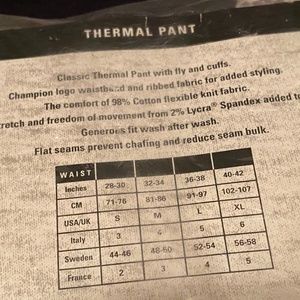 THERMAL PANT
Classic Thermal Pant with fly and cuffs.
Champion logo waistband and ribbed fabric for added styling.
The comfort of 98% Cotton flexible knit fabric.
stretch and freedom of movement from 2% Lycra® Spandex added to
Generous fit wash after wash.
Flat seams prevent chafing and reduce seam bulk.
WAIST
Inches 28-30 32-34 36-38 40-42
CM 71-76 81-86 91-97 102-107
USA/UK S M L XL
Italy 3 4 5 6
Sweden 44-46 48-50 52-54 56-58
France 2 3 4 5